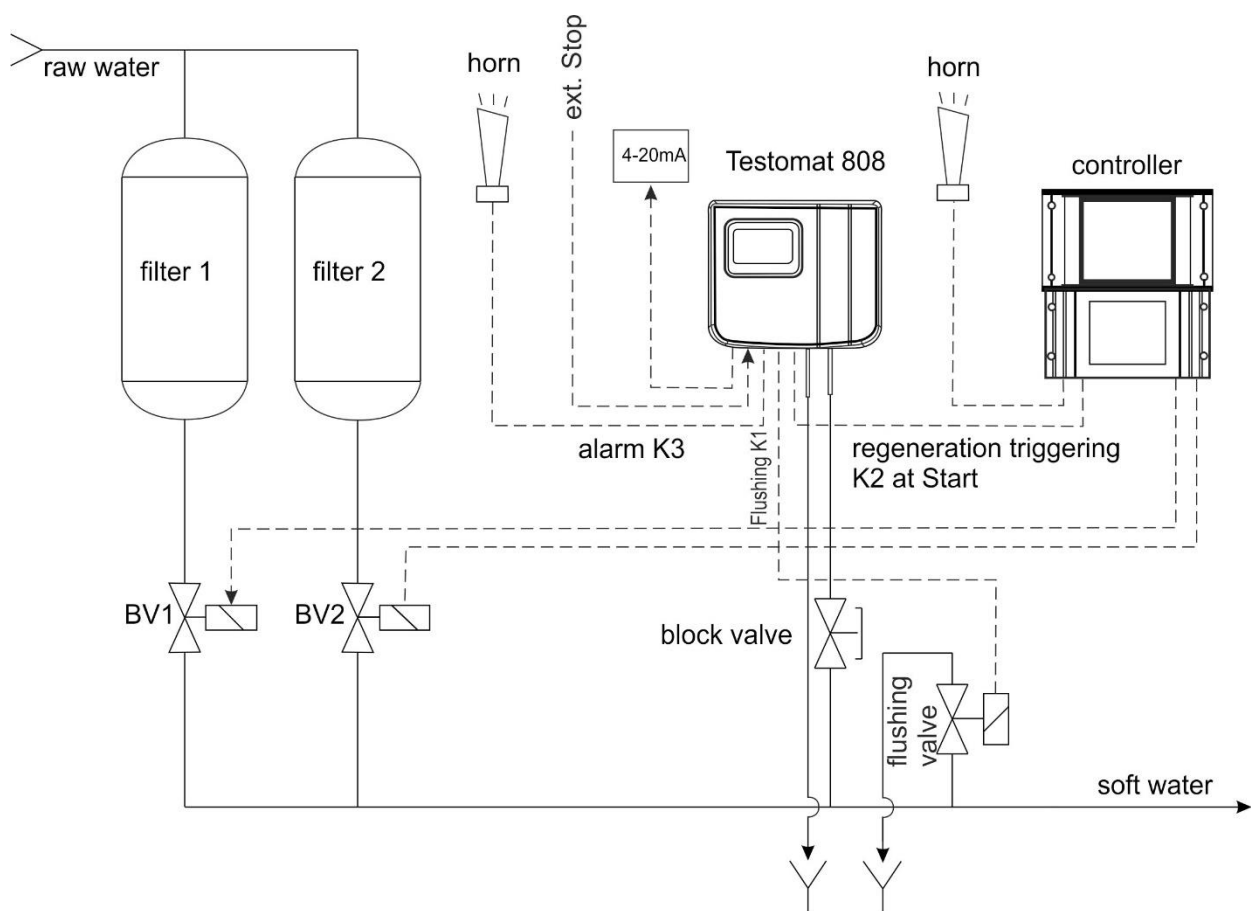 raw water
horn
ext. Stop
horn
4-20mA
Testomat 808
controller
filter 1
filter 2
alarm K3
Flushing K1
regeneration triggering
K2 at Start
BV1
BV2
block valve
flushing
valve
soft water